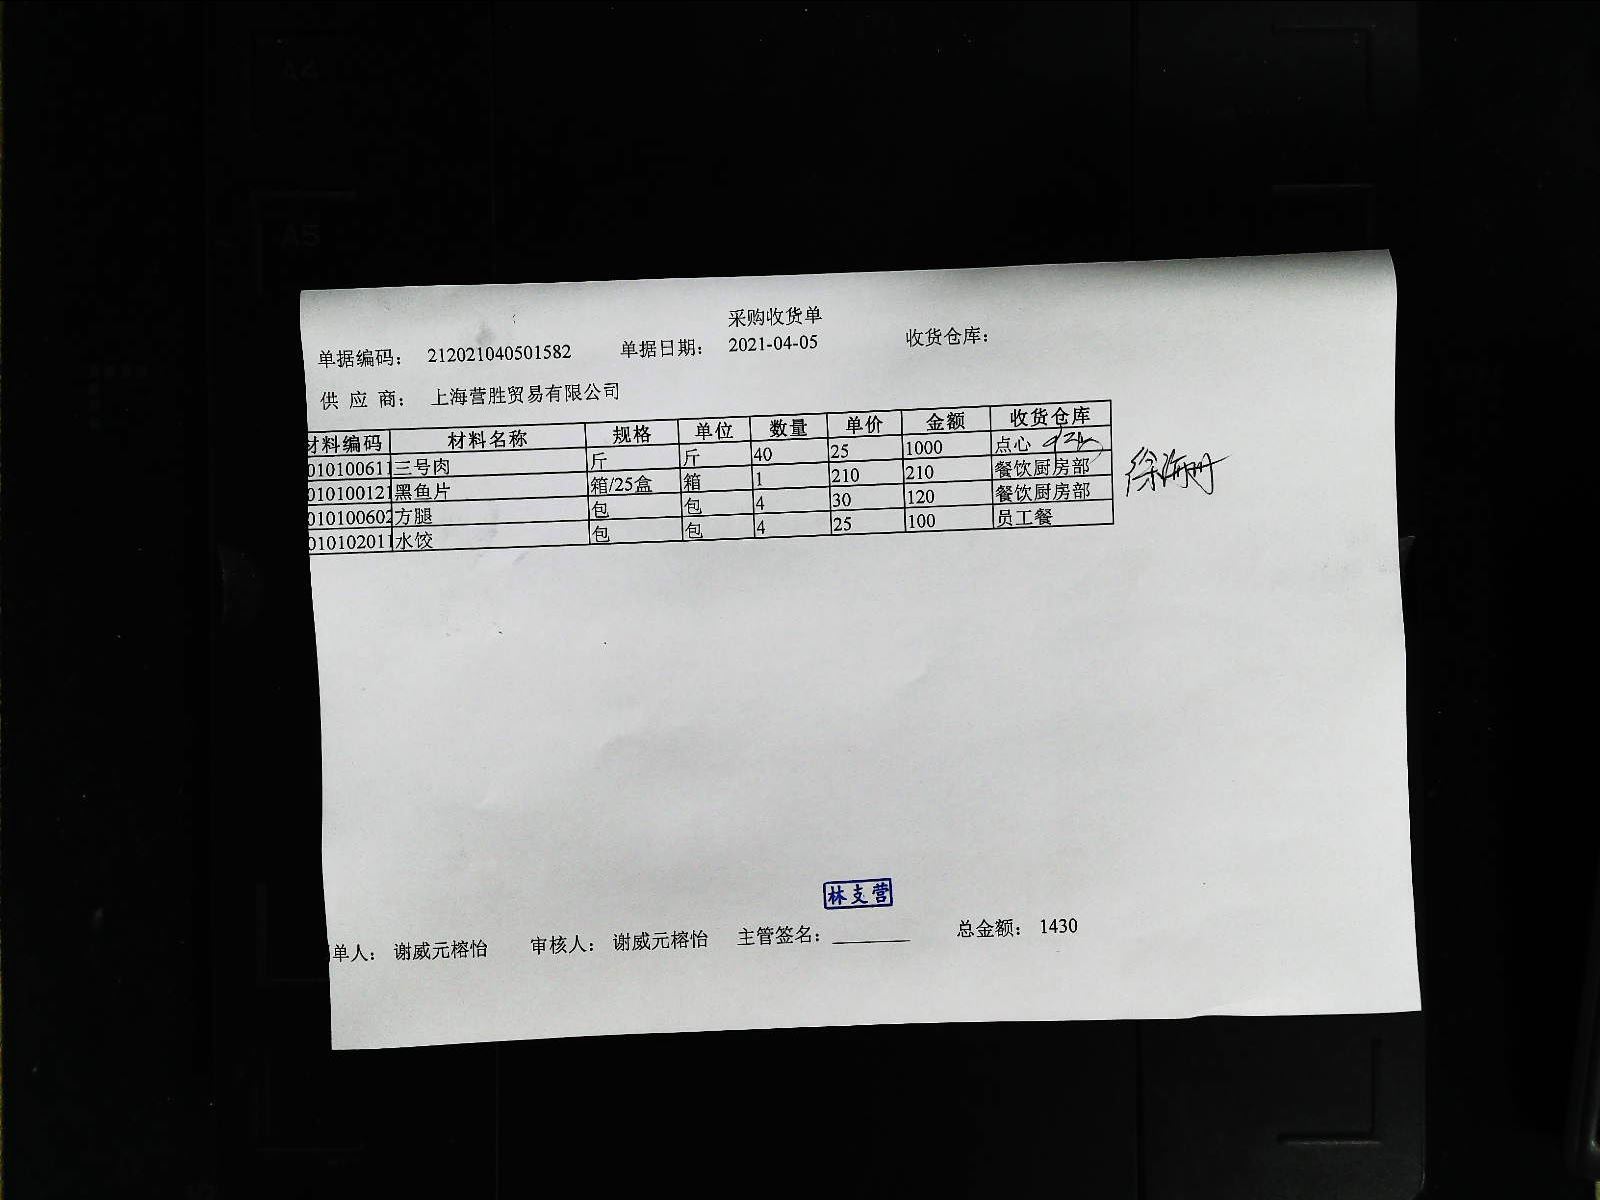 A4
A5
采购收货单
单据编码： 212021040501582 单据日期： 2021-04-05 收货仓库：
供 应 商： 上海营胜贸易有限公司
材料编码 材料名称 规格 单位 数量 单价 金额 收货仓库
010100611 三号肉 斤 斤 40 25 1000 点心
010100121 黑鱼片 箱/25盒 箱 1 210 210 餐饮厨房部
010100602 方腿 包 包 4 30 120 餐饮厨房部
010102011 水饺 包 包 4 25 100 员工餐
徐海丹
林支营
单人： 谢威元榕怡 审核人： 谢威元榕怡 主管签名： 总金额： 1430